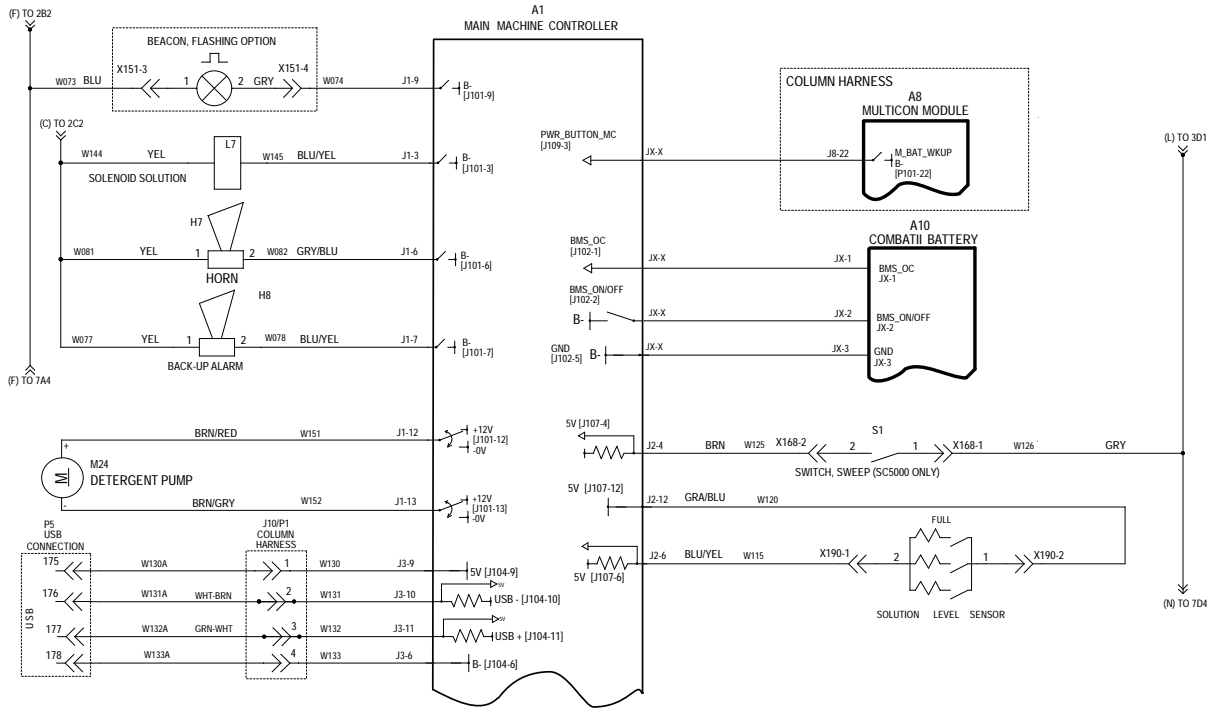 (F) TO 2B2
A1
MAIN MACHINE CONTROLLER
BEACON, FLASHING OPTION
X151-3
X151-4
W073
BLU
1
2
GRY
W074
J1-9
B-
[J101-9]
(C) TO 2C2
W144
YEL
L7
W145
BLU/YEL
J1-3
B-
[J101-3]
SOLENOID SOLUTION
H7
W081
YEL
1
2
W082
GRY/BLU
J1-6
B-
[J101-6]
HORN
H8
W077
YEL
1
2
W078
BLU/YEL
J1-7
B-
[J101-7]
BACK-UP ALARM
(F) TO 7A4
BRN/RED
W151
J1-12
+12V
[J101-12]
-0V
+
M
M24
DETERGENT PUMP
-
BRN/GRY
W152
J1-13
+12V
[J101-13]
-0V
P5
USB
CONNECTION
J10/P1
COLUMN
HARNESS
USB
175
W130A
1
W130
J3-9
5V [J104-9]
176
W131A
WHT-BRN
2
W131
J3-10
5V
USB - [J104-10]
177
W132A
GRN-WHT
3
W132
J3-11
5V
USB + [J104-11]
178
W133A
4
W133
J3-6
B- [J104-6]
COLUMN HARNESS
A8
MULTICON MODULE
PWR_BUTTON_MC
[J109-3]
JX-X
J8-22
M_BAT_WKUP
B-
[P101-22]
(L) TO 3D1
A10
COMBATII BATTERY
BMS_OC
[J102-1]
JX-X
JX-1
BMS_OC
JX-1
BMS_ON/OFF
[J102-2]
B-
JX-X
JX-2
BMS_ON/OFF
JX-2
GND
[J102-5]
B-
JX-X
JX-3
GND
JX-3
5V [J107-4]
J2-4
BRN
W125
X168-2
2
S1
1
X168-1
W126
GRY
SWITCH, SWEEP (SC5000 ONLY)
5V [J107-12]
J2-12
GRA/BLU
W120
FULL
J2-6
BLU/YEL
W115
X190-1
2
1
X190-2
5V [J107-6]
SOLUTION LEVEL SENSOR
(N) TO 7D4